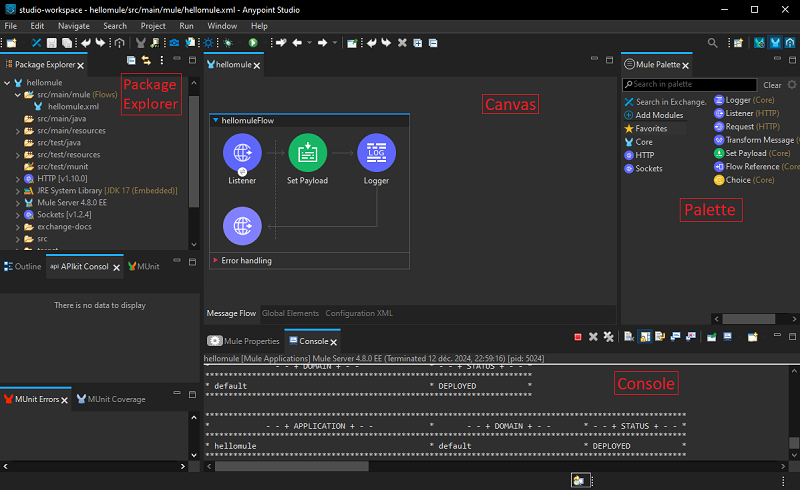 studio-workspace - hellomule/src/main/mule/hellomule.xml - Anypoint Studio
File Edit Navigate Search Project Run Window Help
Package Explorer
hellomule
src/main/mule (Flows)
hellomule.xml
src/main/java
src/main/resources
src/test/java
src/test/resources
src/test/munit
HTTP [v1.10.0]
JRE System Library [JDK 17 (Embedded)]
Mule Server 4.8.0 EE
Sockets [v1.2.4]
exchange-docs
src
Package
Explorer
hellomule
Canvas
hellomuleFlow
LOG
Listener Set Payload Logger
Error handling
Message Flow Global Elements Configuration XML
Mule Palette
Search in palette Clear
Search in Exchange.
Add Modules
Favorites
Core
HTTP
Sockets
Logger (Core)
Listener (HTTP)
Request (HTTP)
Transform Message (Core)
Set Payload (Core)
Flow Reference (Core)
Choice (Core)
Palette
Outline api APIkit Consol MUnit
There is no data to display
MUnit Errors MUnit Coverage
Mule Properties Console
hellomule [Mule Applications] Mule Server 4.8.0 EE (Terminated 12 déc. 2024, 22:59:16) [pid: 5024]
* - - + DOMAIN + - - * - - + STATUS + - - *
*******************************************************************
* default * DEPLOYED *
*******************************************************************
*******************************************************************************************
* - - + APPLICATION + - - * - - + DOMAIN + - - * - - + STATUS + - - *
*******************************************************************************************
* hellomule * default * DEPLOYED *
*******************************************************************************************
Console